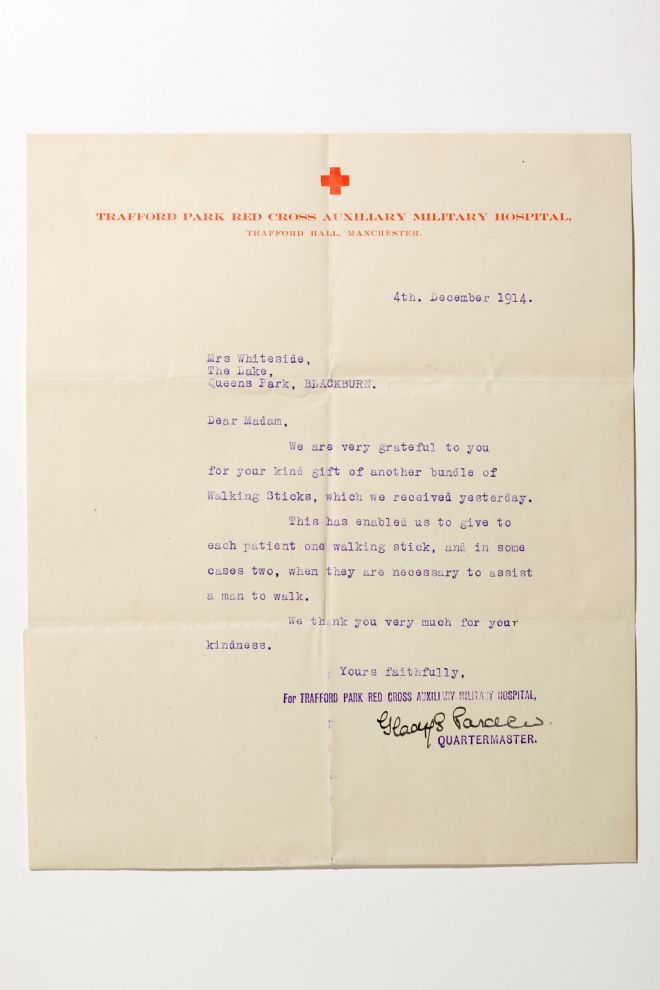 TRAFFORD PARK RED CROSS AUXILIARY MILITARY HOSPITAL,
TRAFFORD HALL, MANCHESTER.
4th. December 1914.
Mrs Whiteside,
The Lake,
Queens Park, BLACKBURN.
Dear Madam,
We are very grateful to you
for your kind gift of another bundle of
Walking Sticks, which we received yesterday.
This has enabled us to give to
each patient one walking stick, and in some
cases two, when they are necessary to assist
a man to walk.
We thank you very much for your
kindness.
Yours faithfully,
For TRAFFORD PARK RED CROSS AUXILIARY MILITARY HOSPITAL,
Gladys
QUARTERMASTER.